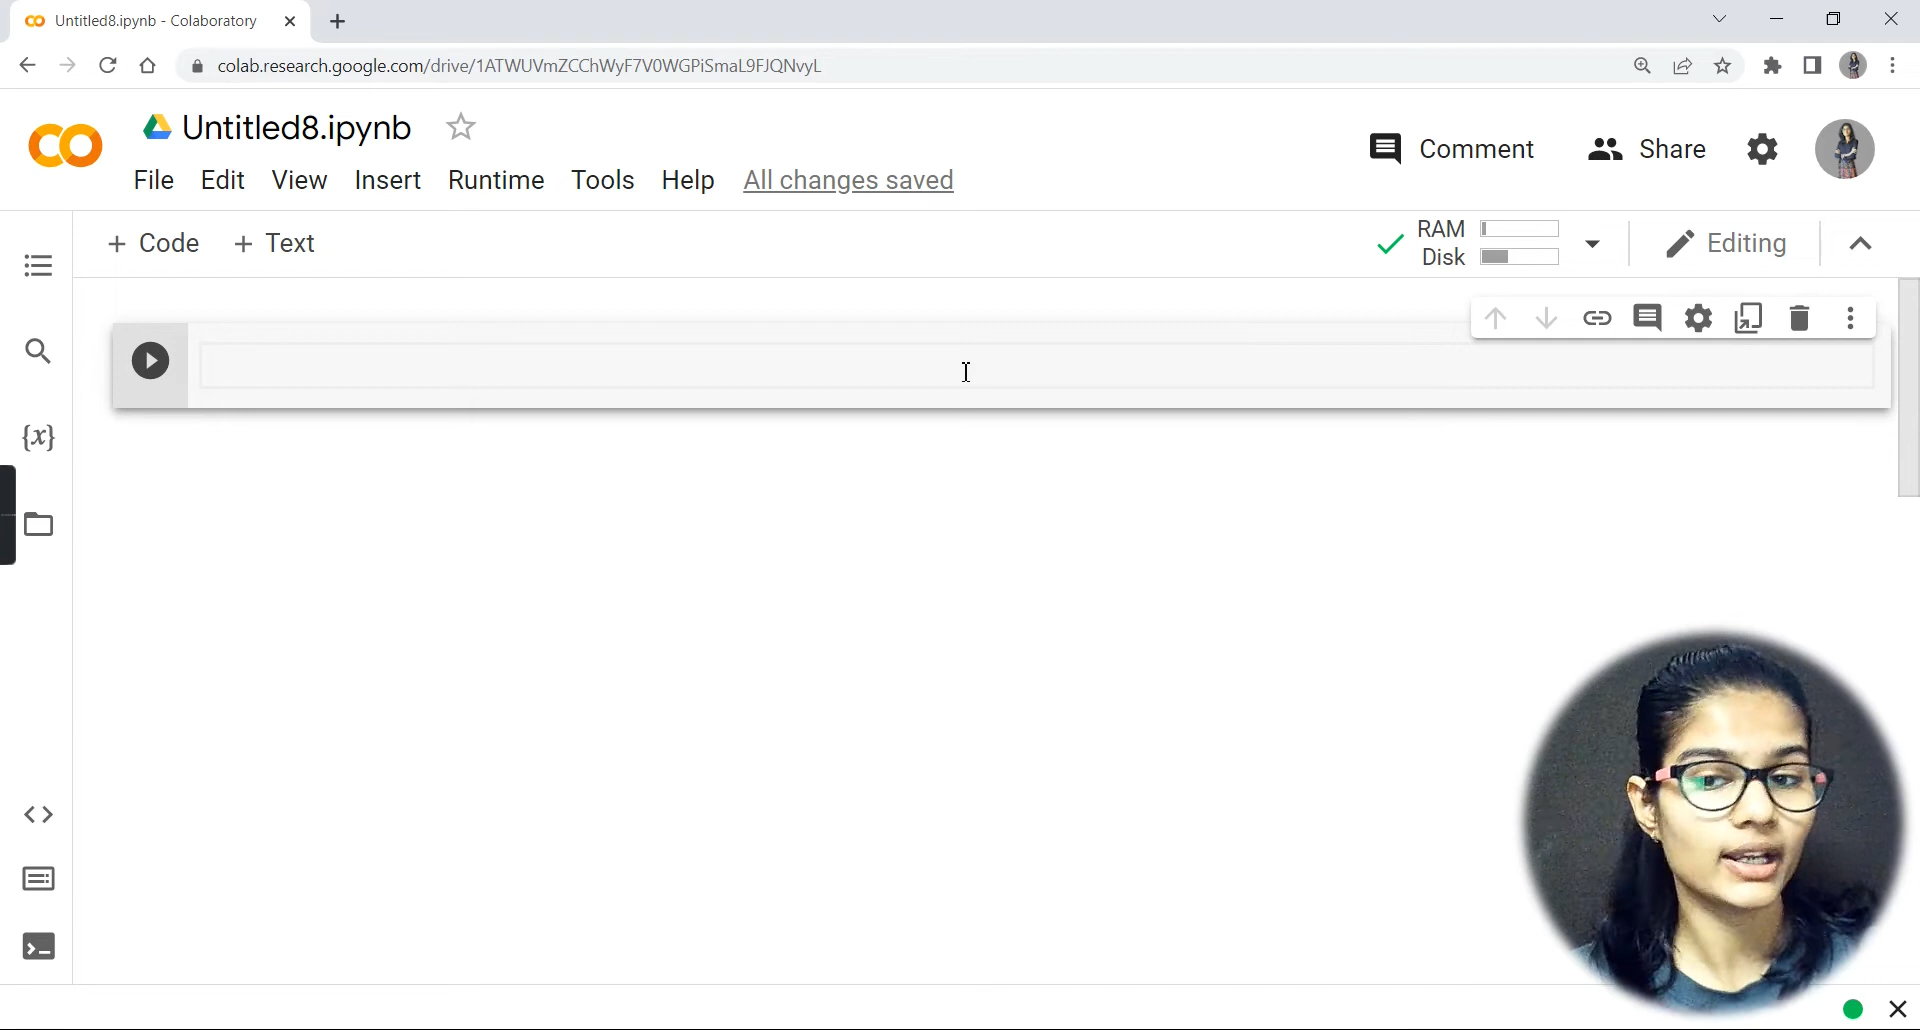 Untitled8.ipynb - Colaboratory
colab.research.google.com/drive/1ATWUVmZCChWyF7V0WGPiSmaL9FJQNvyL
Untitled8.ipynb
Comment
Share
File Edit View Insert Runtime Tools Help All changes saved
+ Code + Text
RAM
Disk
Editing
{x}